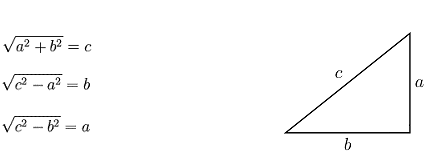 √(a² + b²) = c
√(c² − a²) = b
√(c² − b²) = a
c
a
b